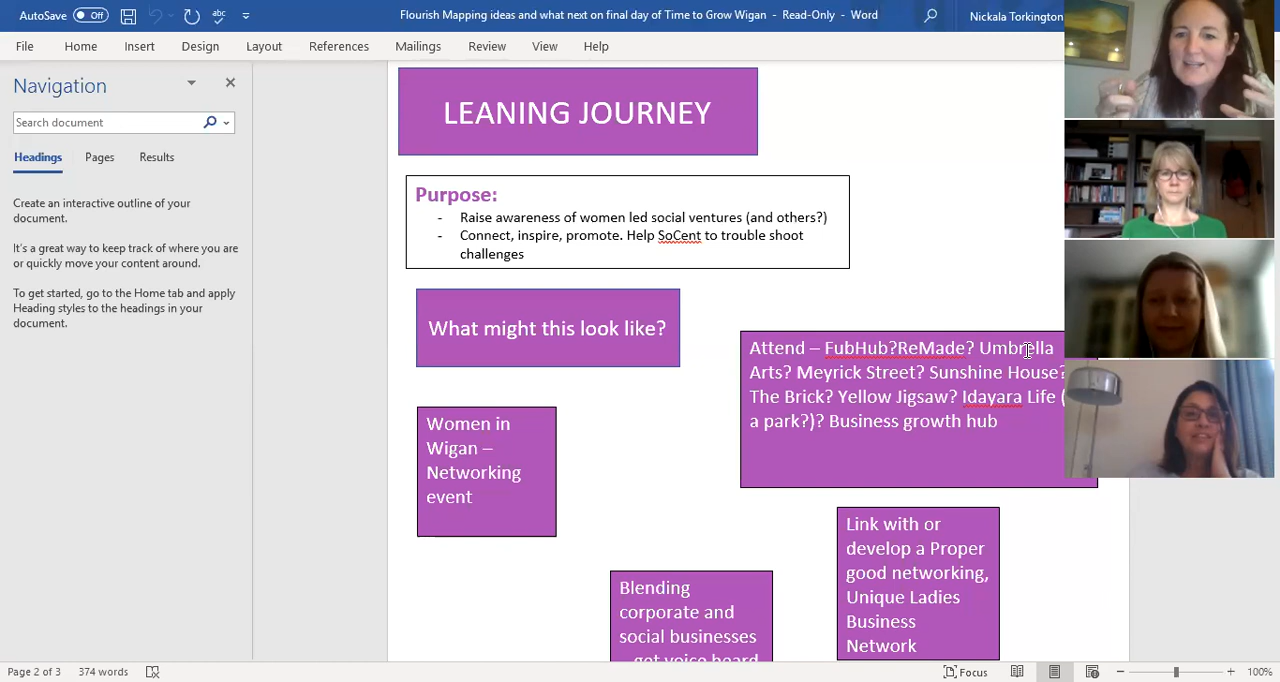 AutoSave Off
Flourish Mapping ideas and what next on final day of Time to Grow Wigan - Read-Only - Word
Nickala Torkington
File Home Insert Design Layout References Mailings Review View Help
Navigation
Search document
Headings Pages Results
Create an interactive outline of your
document.
It's a great way to keep track of where you are
or quickly move your content around.
To get started, go to the Home tab and apply
Heading styles to the headings in your
document.
LEANING JOURNEY
Purpose:
- Raise awareness of women led social ventures (and others?)
- Connect, inspire, promote. Help SoCent to trouble shoot
challenges
What might this look like?
Attend – FubHub?ReMade? Umbrella
Arts? Meyrick Street? Sunshine House?
The Brick? Yellow Jigsaw? Idayara Life (
a park?)? Business growth hub
Women in
Wigan –
Networking
event
Link with or
develop a Proper
good networking,
Unique Ladies
Business
Network
Blending
corporate and
social businesses
– get voice heard
Page 2 of 3 374 words
Focus
100%